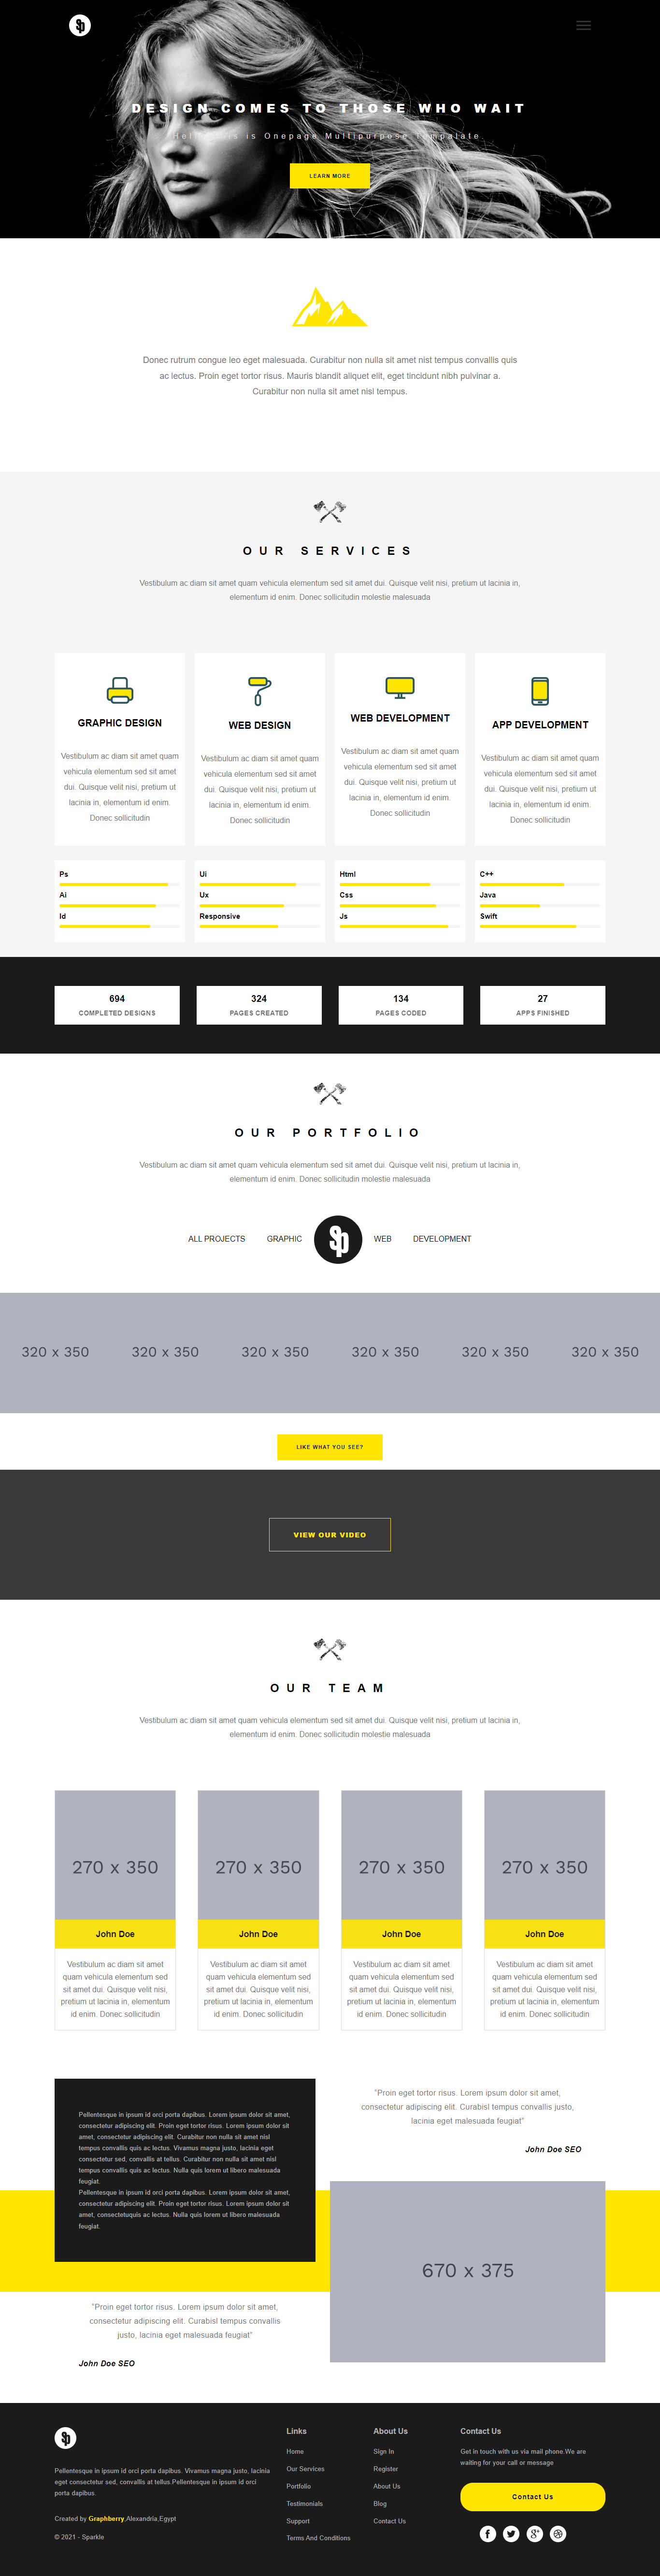 Sp
DESIGN COMES TO THOSE WHO WAIT
is Onepage Multipurpose
LEARN MORE
Donec rutrum congue leo eget malesuada. Curabitur non nulla sit amet nist tempus convallis quis
ac lectus. Proin eget tortor risus. Mauris blandit aliquet elit, eget tincidunt nibh pulvinar a.
Curabitur non nulla sit amet nisl tempus.
OUR SERVICES
Vestibulum ac diam sit amet quam vehicula elementum sed sit amet dui. Quisque velit nisi, pretium ut lacinia in,
elementum id enim. Donec sollicitudin molestie malesuada
GRAPHIC DESIGN
Vestibulum ac diam sit amet quam
vehicula elementum sed sit amet
dui. Quisque velit nisi, pretium ut
lacinia in, elementum id enim.
Donec sollicitudin
WEB DESIGN
Vestibulum ac diam sit amet quam
vehicula elementum sed sit amet
dui. Quisque velit nisi, pretium ut
lacinia in, elementum id enim.
Donec sollicitudin
WEB DEVELOPMENT
Vestibulum ac diam sit amet quam
vehicula elementum sed sit amet
dui. Quisque velit nisi, pretium ut
lacinia in, elementum id enim.
Donec sollicitudin
APP DEVELOPMENT
Vestibulum ac diam sit amet quam
vehicula elementum sed sit amet
dui. Quisque velit nisi, pretium ut
lacinia in, elementum id enim.
Donec sollicitudin
Ps
Ai
Id
Ui
Ux
Responsive
Html
Css
Js
C++
Java
Swift
694
COMPLETED DESIGNS
324
PAGES CREATED
134
PAGES CODED
27
APPS FINISHED
OUR PORTFOLIO
Vestibulum ac diam sit amet quam vehicula elementum sed sit amet dui. Quisque velit nisi, pretium ut lacinia in,
elementum id enim. Donec sollicitudin molestie malesuada
ALL PROJECTS GRAPHIC Sp WEB DEVELOPMENT
320 x 350 320 x 350 320 x 350 320 x 350 320 x 350 320 x 350
LIKE WHAT YOU SEE?
VIEW OUR VIDEO
OUR TEAM
Vestibulum ac diam sit amet quam vehicula elementum sed sit amet dui. Quisque velit nisi, pretium ut lacinia in,
elementum id enim. Donec sollicitudin molestie malesuada
270 x 350
John Doe
Vestibulum ac diam sit amet
quam vehicula elementum sed
sit amet dui. Quisque velit nisi,
pretium ut lacinia in, elementum
id enim. Donec sollicitudin
270 x 350
John Doe
Vestibulum ac diam sit amet
quam vehicula elementum sed
sit amet dui. Quisque velit nisi,
pretium ut lacinia in, elementum
id enim. Donec sollicitudin
270 x 350
John Doe
Vestibulum ac diam sit amet
quam vehicula elementum sed
sit amet dui. Quisque velit nisi,
pretium ut lacinia in, elementum
id enim. Donec sollicitudin
270 x 350
John Doe
Vestibulum ac diam sit amet
quam vehicula elementum sed
sit amet dui. Quisque velit nisi,
pretium ut lacinia in, elementum
id enim. Donec sollicitudin
Pellentesque in ipsum id orci porta dapibus. Lorem ipsum dolor sit amet,
consectetur adipiscing elit. Proin eget tortor risus. Lorem ipsum dolor sit
amet, consectetur adipiscing elit. Curabitur non nulla sit amet nisl
tempus convallis quis ac lectus. Vivamus magna justo, lacinia eget
consectetur sed, convallis at tellus. Curabitur non nulla sit amet nisl
tempus convallis quis ac lectus. Nulla quis lorem ut libero malesuada
feugiat.
Pellentesque in ipsum id orci porta dapibus. Lorem ipsum dolor sit amet,
consectetur adipiscing elit. Proin eget tortor risus. Lorem ipsum dolor sit
amet, consectetuquis ac lectus. Nulla quis lorem ut libero malesuada
feugiat.
"Proin eget tortor risus. Lorem ipsum dolor sit amet,
consectetur adipiscing elit. Curabisl tempus convallis justo,
lacinia eget malesuada feugiat"
John Doe SEO
670 x 375
"Proin eget tortor risus. Lorem ipsum dolor sit amet,
consectetur adipiscing elit. Curabisl tempus convallis
justo, lacinia eget malesuada feugiat"
John Doe SEO
Sp
Pellentesque in ipsum id orci porta dapibus. Vivamus magna justo, lacinia
eget consectetur sed, convallis at tellus.Pellentesque in ipsum id orci
porta dapibus.
Created by Graphberry,Alexandria,Egypt
© 2021 - Sparkle
Links
Home
Our Services
Portfolio
Testimonials
Support
Terms And Conditions
About Us
Sign In
Register
About Us
Blog
Contact Us
Contact Us
Get in touch with us via mail phone.We are
waiting for your call or message
Contact Us